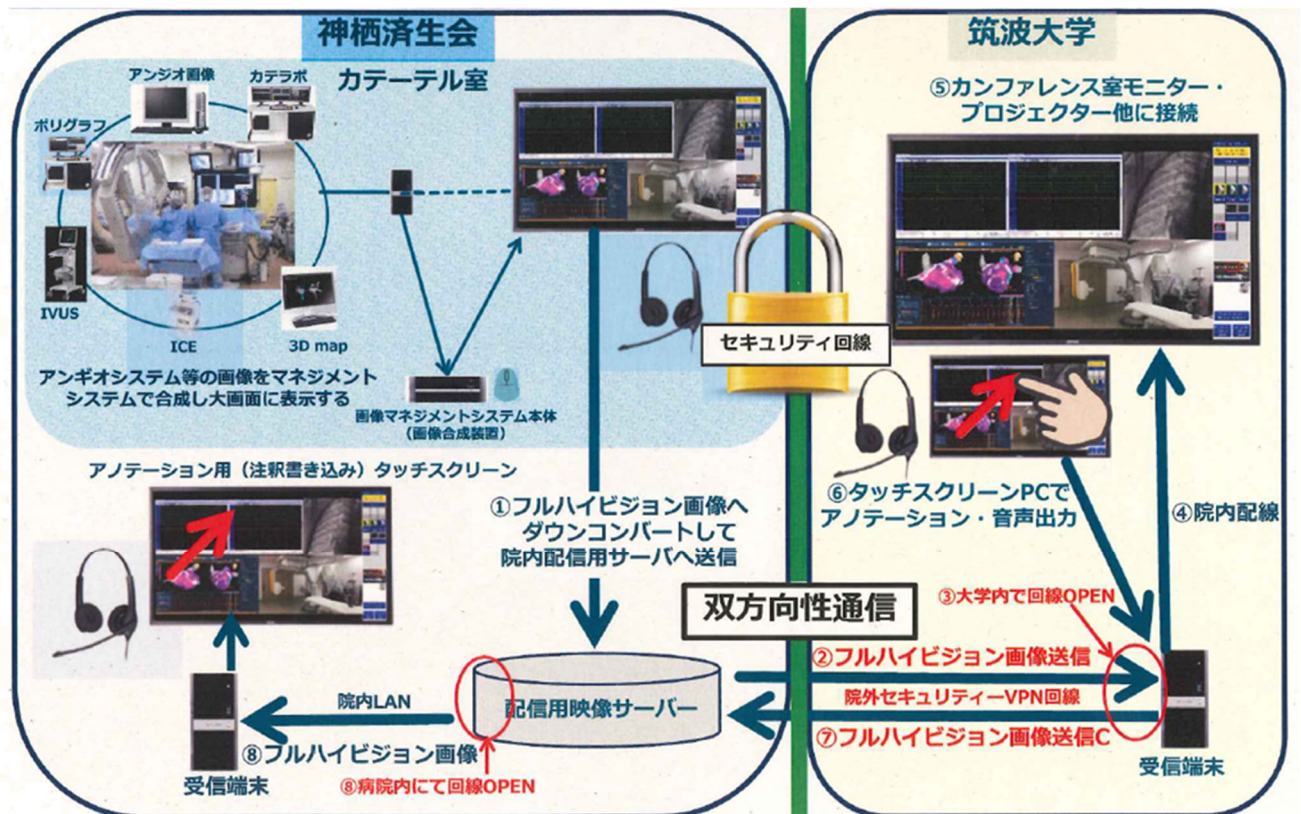 神栖済生会
カテーテル室
アンジオ画像
カテラボ
ポリグラフ
IVUS
ICE
3D map
アンギオシステム等の画像をマネジメント
システムで合成し大画面に表示する
画像マネジメントシステム本体
（画像合成装置）
アノテーション用（注釈書き込み）タッチスクリーン
①フルハイビジョン画像へ
ダウンコンバートして
院内配信用サーバへ送信
セキュリティ回線
双方向性通信
配信用映像サーバー
院内LAN
⑧フルハイビジョン画像
⑧病院内にて回線OPEN
受信端末
筑波大学
⑤カンファレンス室モニター・
プロジェクター他に接続
⑥タッチスクリーンPCで
アノテーション・音声出力
④院内配線
③大学内で回線OPEN
②フルハイビジョン画像送信
院外セキュリティーVPN回線
⑦フルハイビジョン画像送信C
受信端末